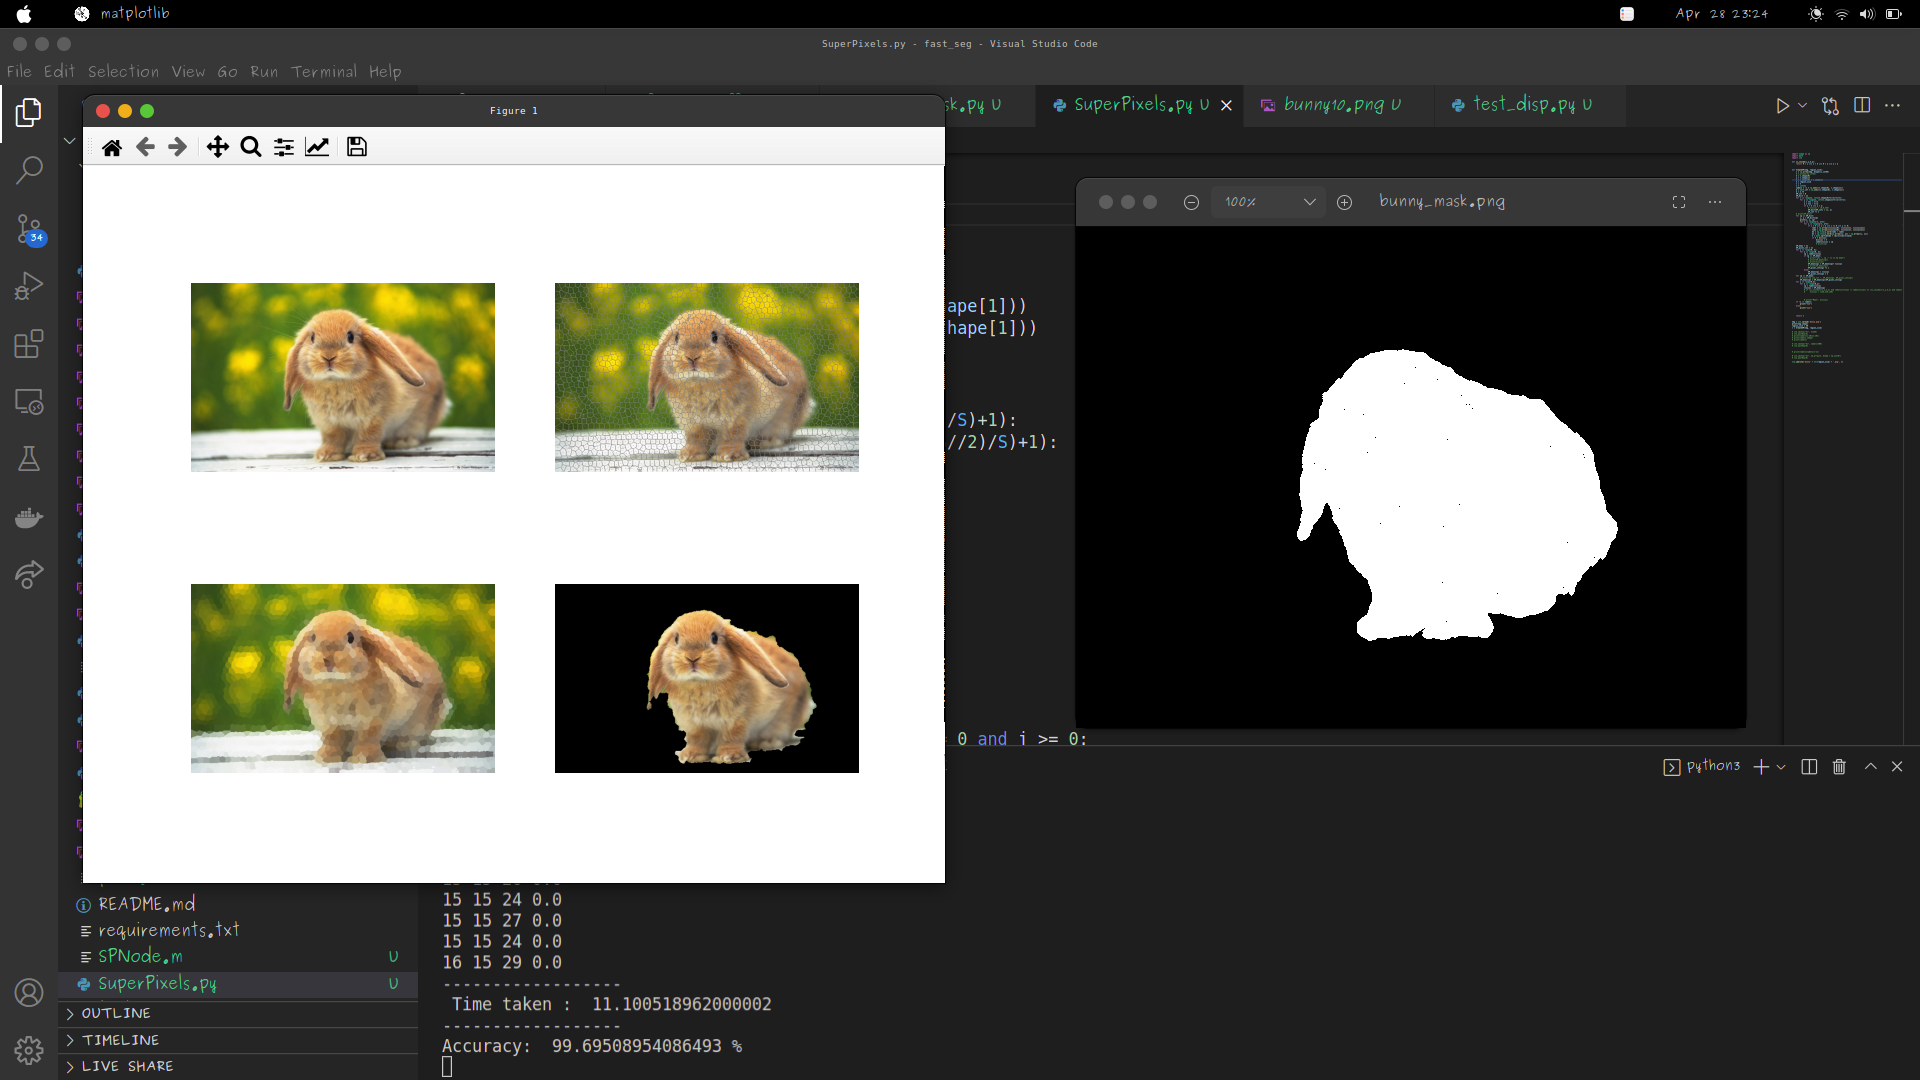 matplotlib
Apr 28 23:24
SuperPixels.py - fast_seg - Visual Studio Code
File Edit Selection View Go Run Terminal Help
Figure 1
sk.py U
SuperPixels.py U
bunny10.png U
test_disp.py U
34
100%
bunny_mask.png
ape[1]))
hape[1]))
/S)+1):
//2)/S)+1):
0 and j >= 0:
python3
README.md
requirements.txt
SPNode.m U
SuperPixels.py U
OUTLINE
TIMELINE
LIVE SHARE
15 15 24 0.0
15 15 27 0.0
15 15 24 0.0
16 15 29 0.0
------------------
Time taken : 11.100518962000002
------------------
Accuracy: 99.69508954086493 %